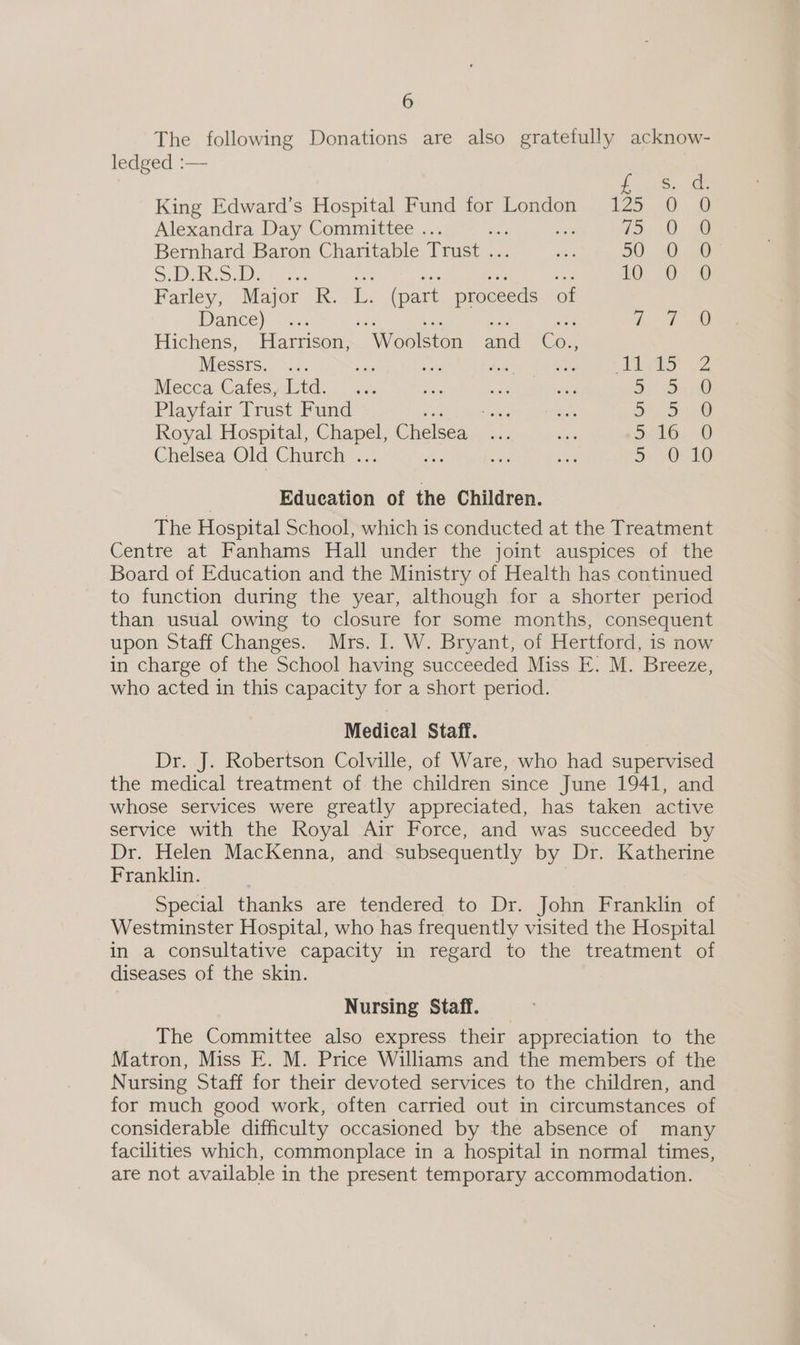 6
The following Donations are also gratefully acknow-
ledged :—
£ s. d.
King Edward's Hospital Fund for London 125 0 0
Alexandra Day Committee ... ... ... 75 0 0
Bernhard Baron Charitable Trust ... ... 50 0 0
S.D.R.S.D. ... ... ... ... ... 10 0 0
Farley, Major R. L. (part proceeds of
Dance) ... ... ... ... ... 7 7 0
Hichens, Harrison, Woolston and Co.,
Messrs. ... ... ... ... ... 11 15 2
Mecca Cafes, Ltd. ... ... ... ... 5 5 0
Playfair Trust Fund ... ... ... 5 5 0
Royal Hospital, Chapel, Chelsea ... ... 5 16 0
Chelsea Old Church ... ... ... ... 5 0 10
Education of the Children.
The Hospital School, which is conducted at the Treatment
Centre at Fanhams Hall under the joint auspices of the
Board of Education and the Ministry of Health has continued
to function during the year, although for a shorter period
than usual owing to closure for some months, consequent
upon Staff Changes. Mrs. I. W. Bryant, of Hertford, is now
in charge of the School having succeeded Miss E. M. Breeze,
who acted in this capacity for a short period.
Medical Staff.
Dr. J. Robertson Colville, of Ware, who had supervised
the medical treatment of the children since June 1941, and
whose services were greatly appreciated, has taken active
service with the Royal Air Force, and was succeeded by
Dr. Helen MacKenna, and subsequently by Dr. Katherine
Franklin.
Special thanks are tendered to Dr. John Franklin of
Westminster Hospital, who has frequently visited the Hospital
in a consultative capacity in regard to the treatment of
diseases of the skin.
Nursing Staff.
The Committee also express their appreciation to the
Matron, Miss E. M. Price Williams and the members of the
Nursing Staff for their devoted services to the children, and
for much good work, often carried out in circumstances of
considerable difficulty occasioned by the absence of many
facilities which, commonplace in a hospital in normal times,
are not available in the present temporary accommodation.